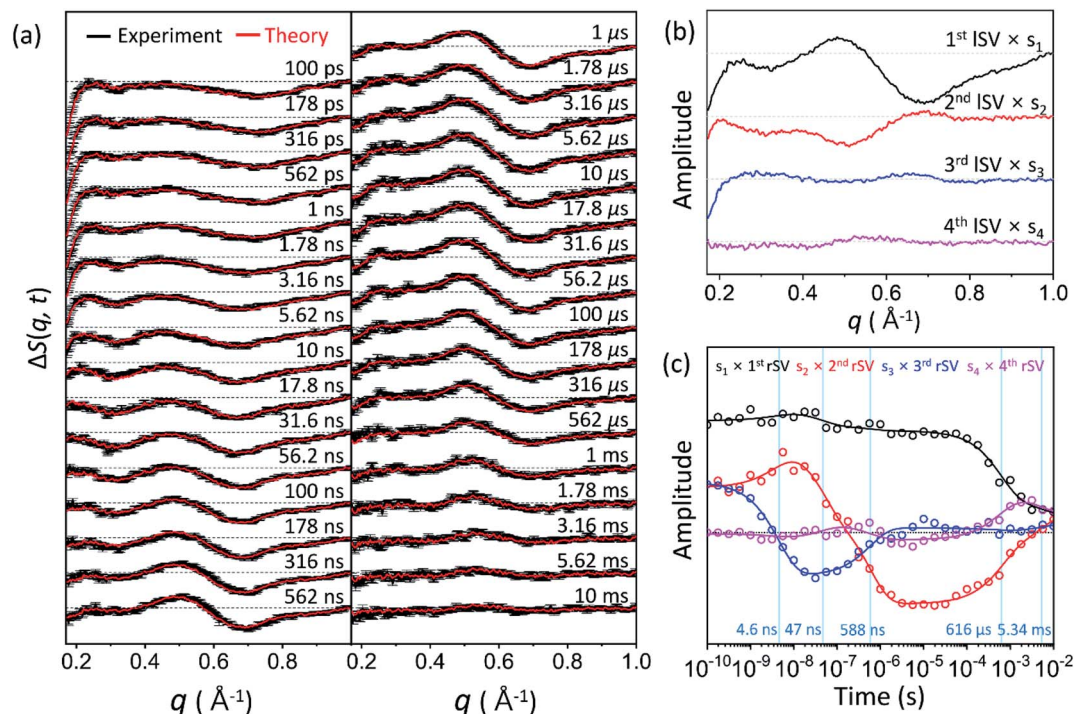 (a)
Experiment Theory
100 ps
178 ps
316 ps
562 ps
1 ns
1.78 ns
3.16 ns
5.62 ns
10 ns
17.8 ns
31.6 ns
56.2 ns
100 ns
178 ns
316 ns
562 ns
1 μs
1.78 μs
3.16 μs
5.62 μs
10 μs
17.8 μs
31.6 μs
56.2 μs
100 μs
178 μs
316 μs
562 μs
1 ms
1.78 ms
3.16 ms
5.62 ms
10 ms
ΔS(q, t)
0.2 0.4 0.6 0.8 0.2 0.4 0.6 0.8 1.0
q ( Å⁻¹) q ( Å⁻¹)
(b)
1ˢᵗ lSV × s₁
2ⁿᵈ lSV × s₂
3ʳᵈ lSV × s₃
4ᵗʰ lSV × s₄
Amplitude
0.2 0.4 0.6 0.8 1.0
q ( Å⁻¹)
(c)
s₁ × 1ˢᵗ rSV s₂ × 2ⁿᵈ rSV s₃ × 3ʳᵈ rSV s₄ × 4ᵗʰ rSV
Amplitude
4.6 ns 47 ns 588 ns 616 μs 5.34 ms
10⁻¹⁰ 10⁻⁹ 10⁻⁸ 10⁻⁷ 10⁻⁶ 10⁻⁵ 10⁻⁴ 10⁻³ 10⁻²
Time (s)